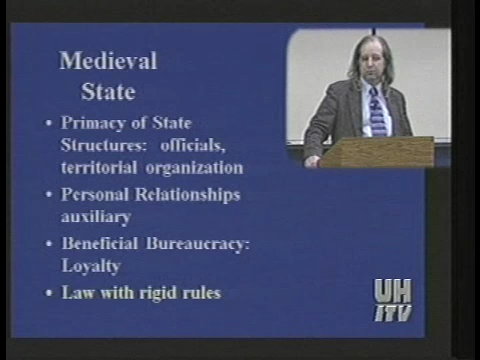 Medieval
State
• Primacy of State
Structures: officials,
territorial organization
• Personal Relationships
auxiliary
• Beneficial Bureaucracy:
Loyalty
• Law with rigid rules
UH
ITV